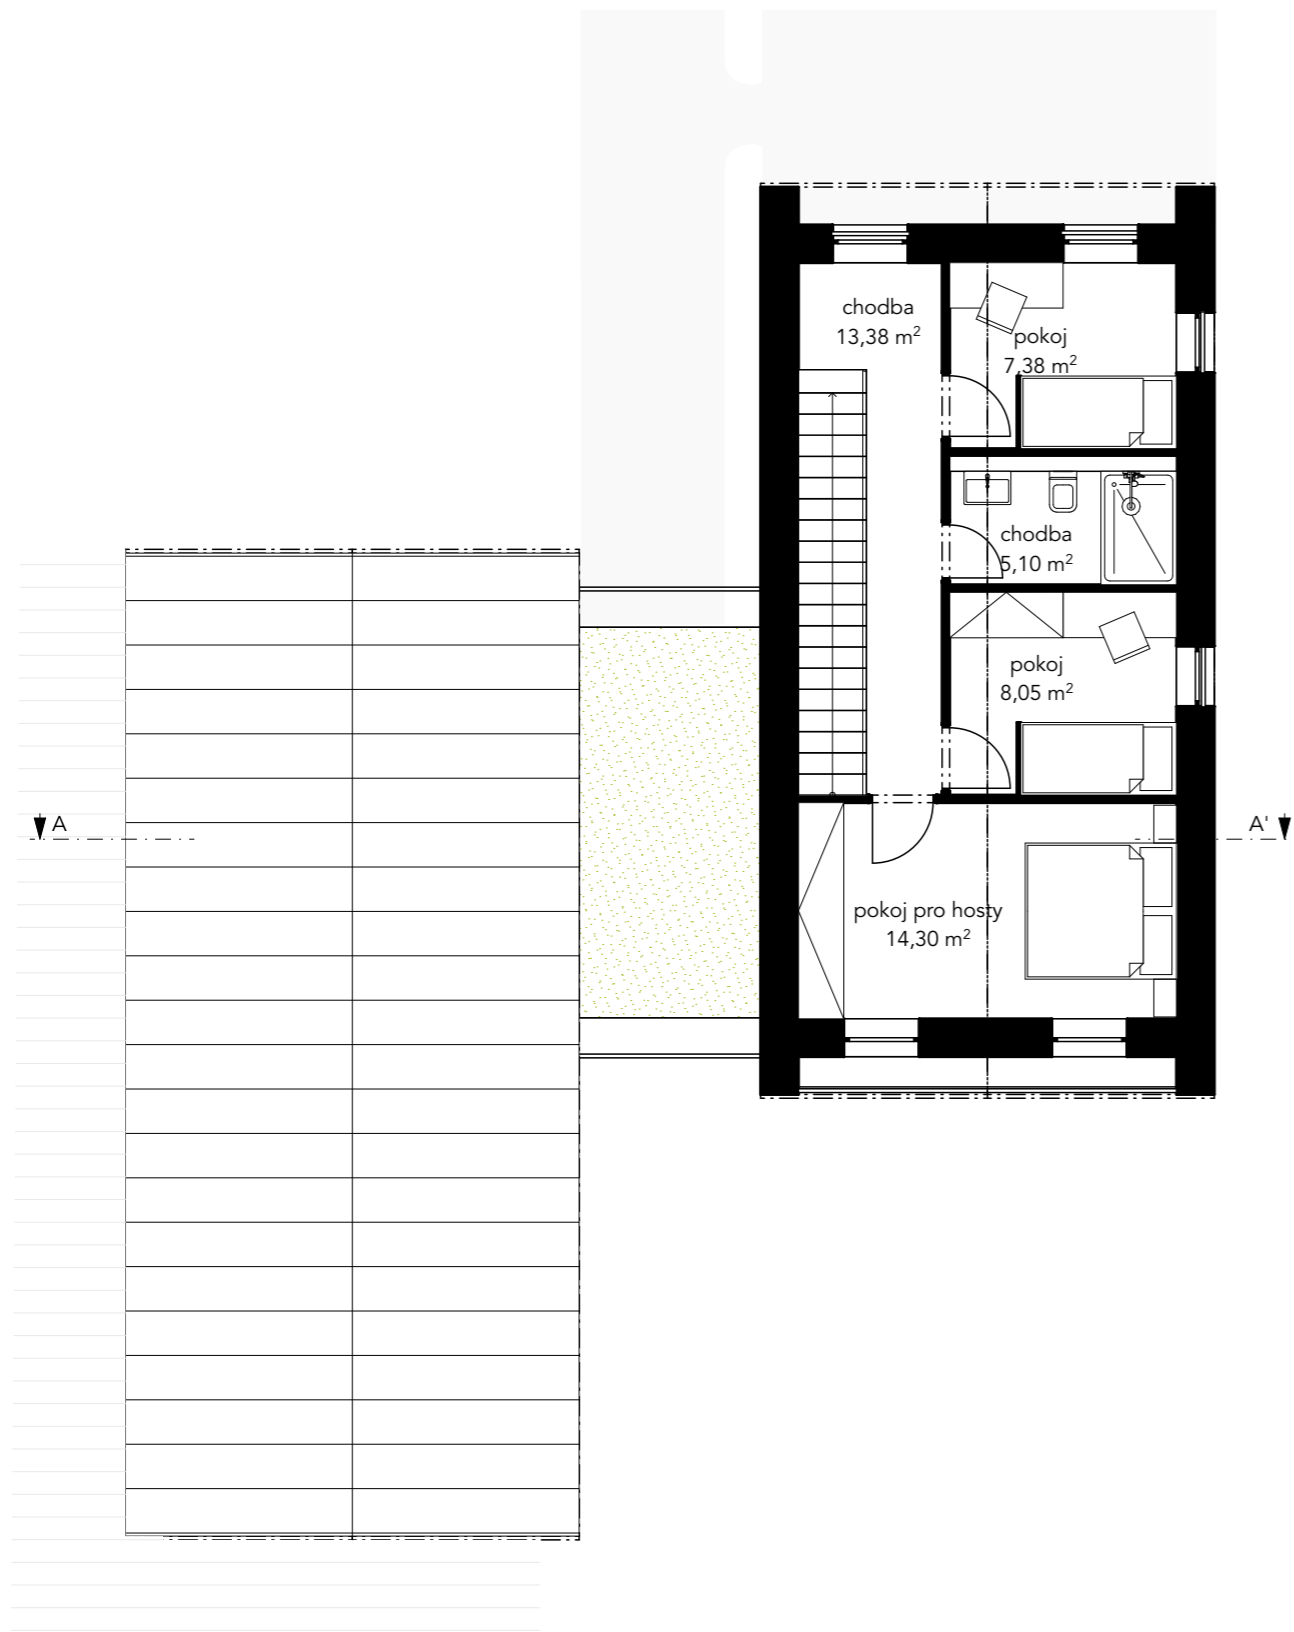 chodba
13,38 m²
pokoj
7,38 m²
chodba
5,10 m²
pokoj
8,05 m²
A
A'
pokoj pro hosty
14,30 m²